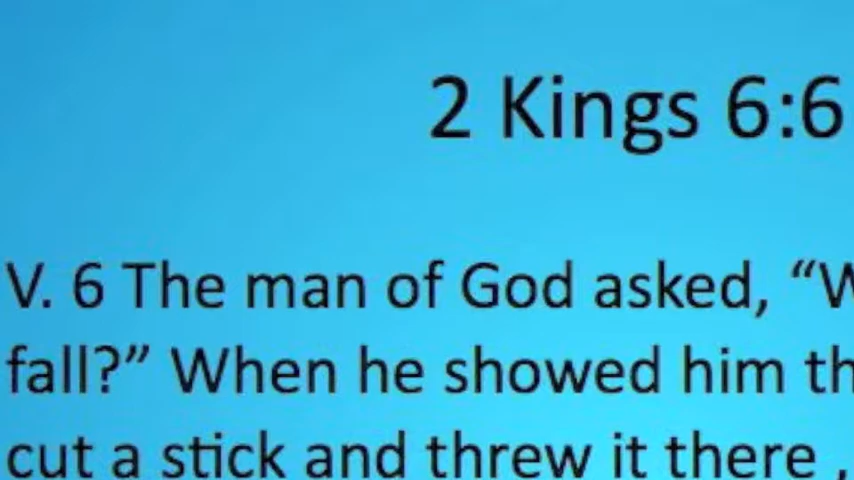 2 Kings 6:6
V. 6 The man of God asked, “W
fall?” When he showed him th
cut a stick and threw it there ,